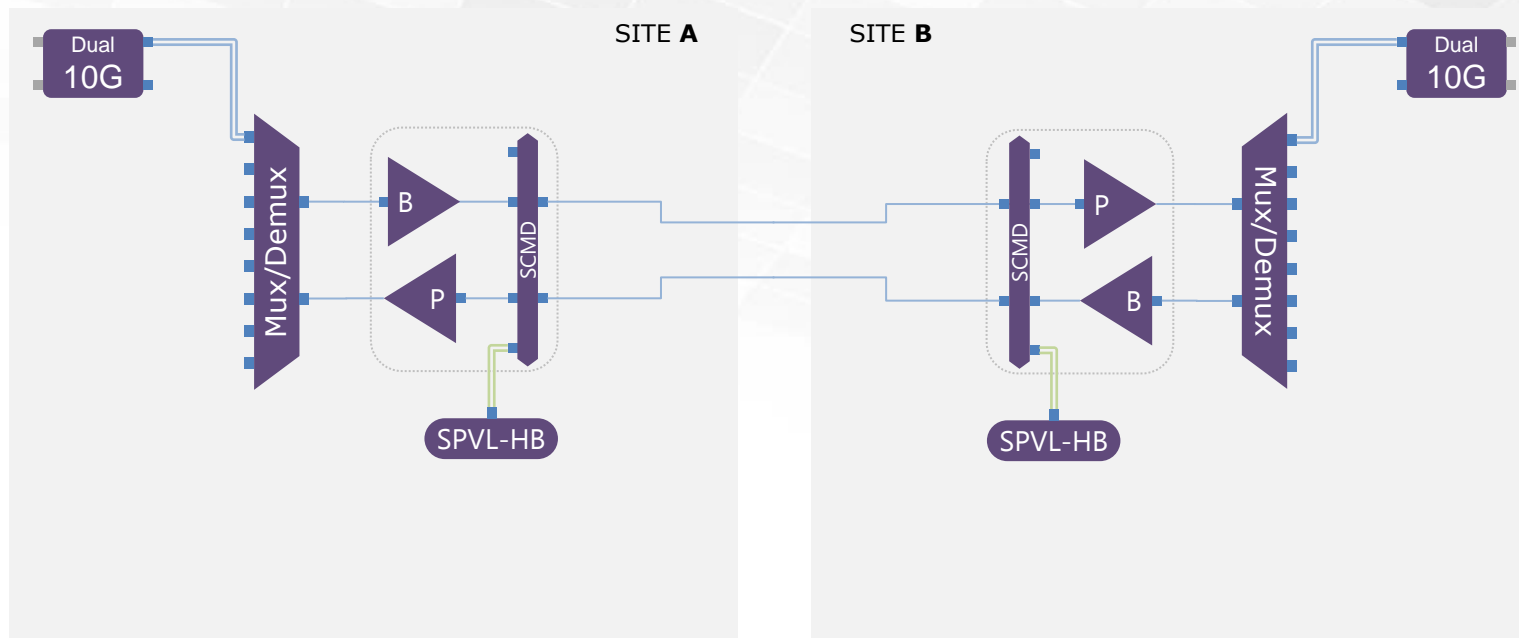 SITE A
SITE B
Dual
10G
Dual
10G
Mux/Demux
B
P
SCMD
SPVL-HB
SCMD
P
B
Mux/Demux
SPVL-HB